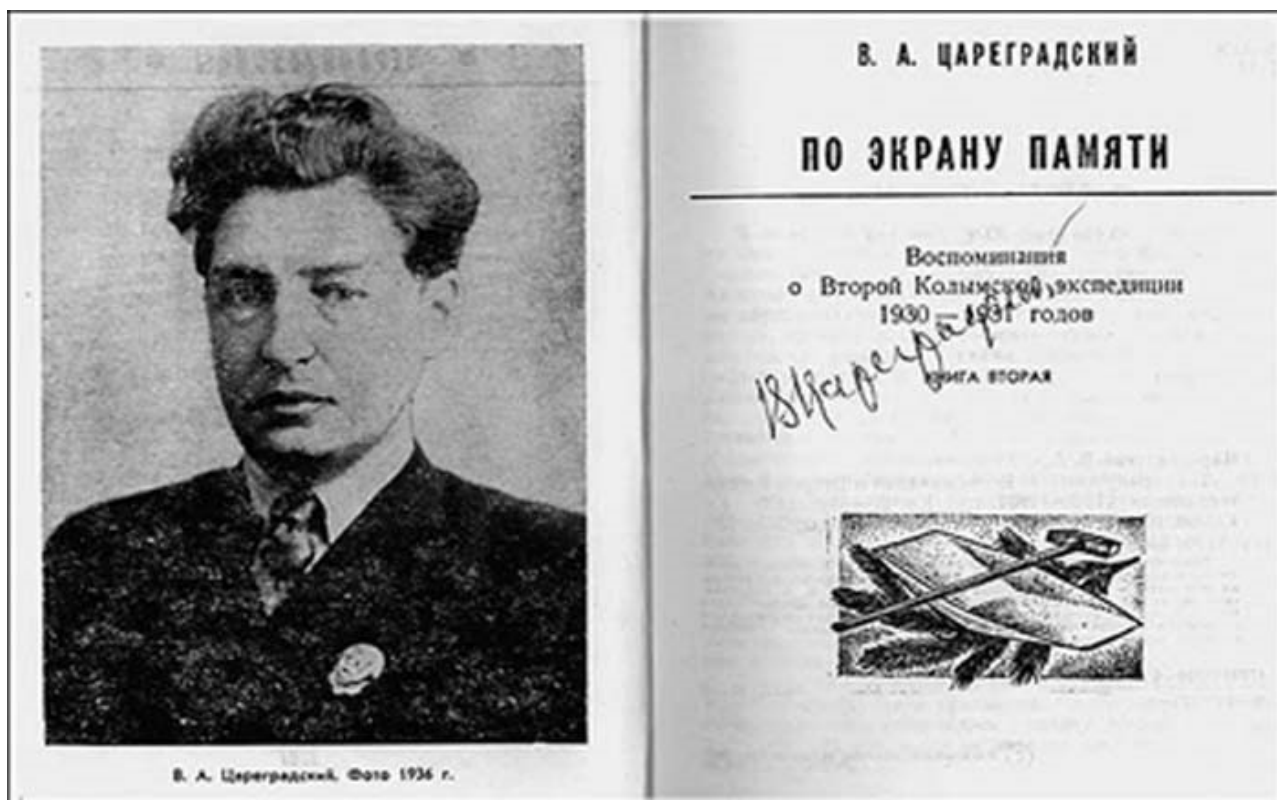 В. А. Цареградский. Фото 1936 г.
В. А. ЦАРЕГРАДСКИЙ
ПО ЭКРАНУ ПАМЯТИ
Воспоминания
о Второй Колымской экспедиции
1930—1931 годов
КНИГА ВТОРАЯ